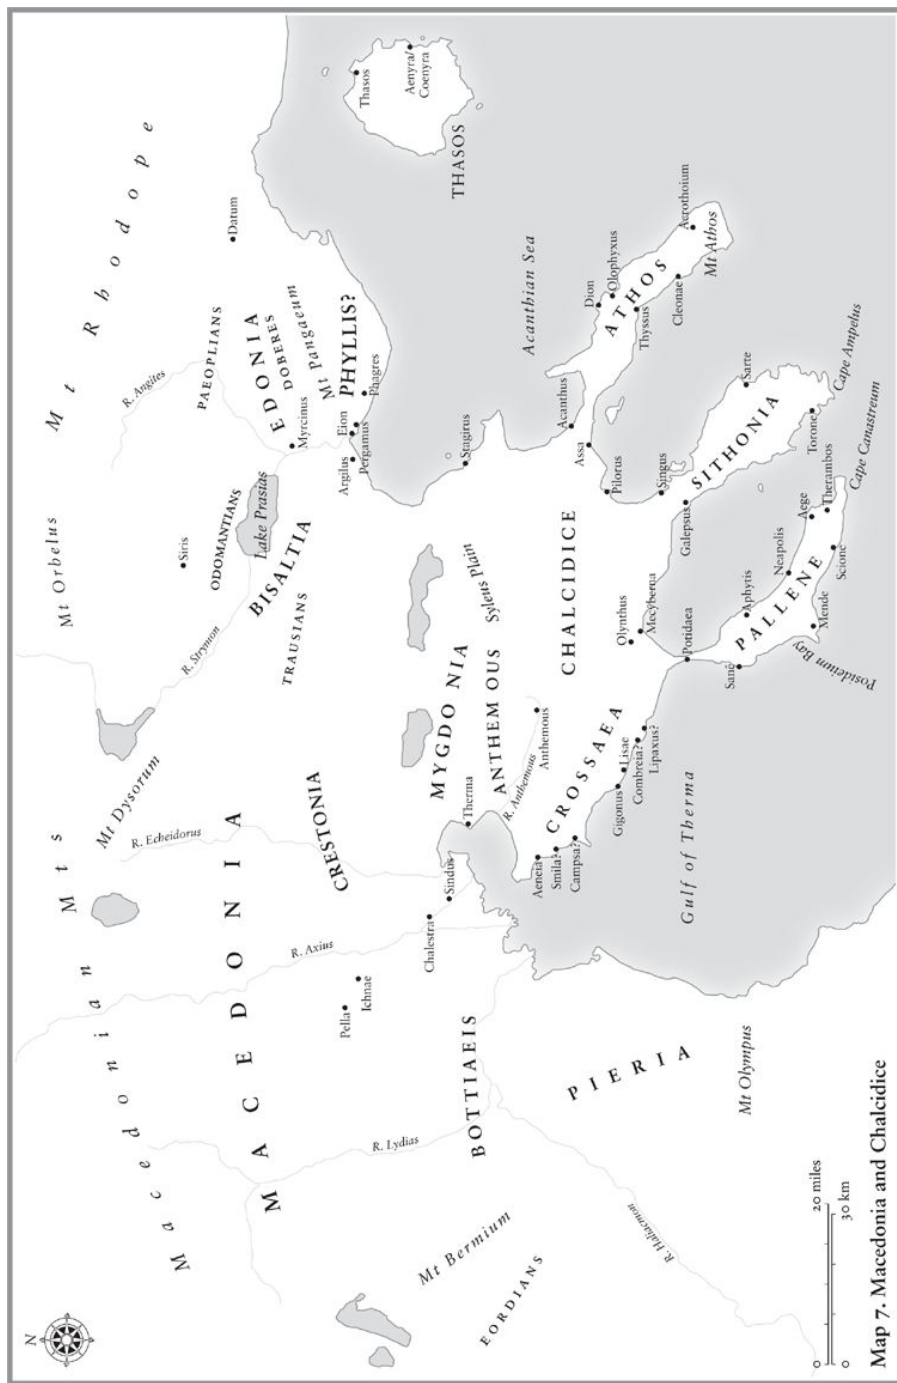 N
Macedonian Mts
Mt Orbelus
Mt Rhodope
Mt Dysorum
Siris
R. Angites
Datum
PAEOPLIANS
ODOMANTIANS
R. Strymon
Lake Prasias
EDONIA
DOBERES
Myrcinus
Mt Pangaeum
MACEDONIA
R. Echeidorus
BISALTIA
TRAUSIANS
Argilus
Eion
Pergamus
PHYLLIS?
Phagres
Thasos
Aenyra/
Coenyra
THASOS
R. Axius
CRESTONIA
Pella
Ichnae
R. Lydias
Mt Bermium
EORDIANS
Chalestra
Sindus
Therma
MYGDONIA
Syleus Plain
ANTHEMOUS
Stagirus
BOTTIAEIS
R. Anthemous
Anthemous
Acanthian Sea
Aeneia
Smila?
Campsa?
CROSSAEA
CHALCIDICE
Acanthus
Assa
Dion
Olophyxus
ATHOS
Thyssus
Cleonae
Acrothoium
Mt Athos
PIERIA
Gigonus
Lisae
Combreia?
Lipaxus?
Olynthus
Mecyberna
Pilorus
Singus
Galepsus
R. Haliacmon
Gulf of Therma
Potidaea
SITHONIA
Sarte
Torone
Cape Ampelus
Mt Olympus
Sane
Aphytis
PALLENE
Neapolis
Aege
Therambos
Cape Canastreum
Mende
Scione
Posideium Bay
0 20 miles
0 30 km
Map 7. Macedonia and Chalcidice